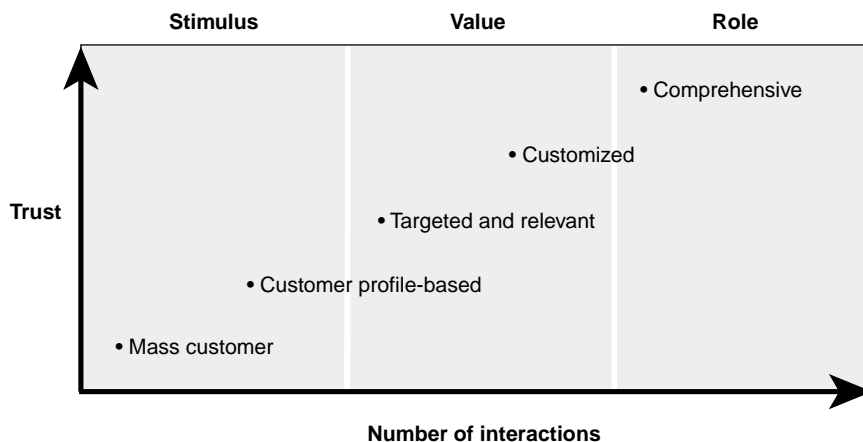 Stimulus Value Role
• Comprehensive
• Customized
Trust
• Targeted and relevant
• Customer profile-based
• Mass customer
Number of interactions